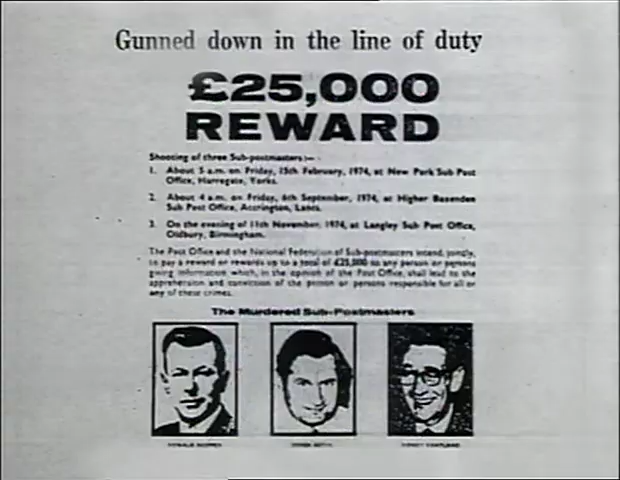 Gunned down in the line of duty
£25,000
REWARD
Shooting of three Sub-postmasters:—
1. About 5 a.m. on Friday, 15th February, 1974, at New Park Sub Post
Office, Harrogate, Yorks.
2. About 4 a.m. on Friday, 6th September, 1974, at Higher Baxenden
Sub Post Office, Accrington, Lancs.
3. On the evening of 11th November, 1974, at Langley Sub Post Office,
Oldbury, Birmingham.
The Post Office and the National Federation of Sub-postmasters intend, jointly,
to pay a reward or rewards up to a total of £25,000 to any person or persons
giving information which, in the opinion of the Post Office, shall lead to the
apprehension and conviction of the person or persons responsible for all or
any of these crimes.
The Murdered Sub-Postmasters
DONALD SKEPPER
DEREK ASTIN
SIDNEY GRAYLAND